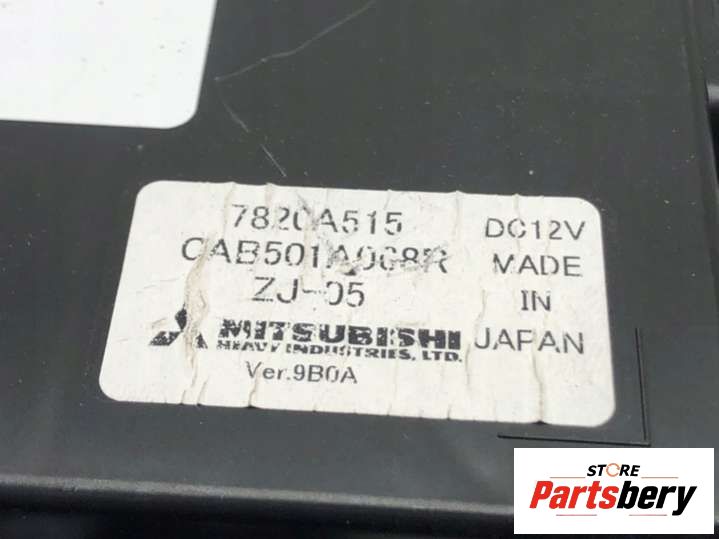 7820A515
CAB501A068R
ZJ-05
DC12V
MADE
IN
JAPAN
MITSUBISHI
HEAVY INDUSTRIES, LTD.
Ver.9B0A
STORE
Partsbery